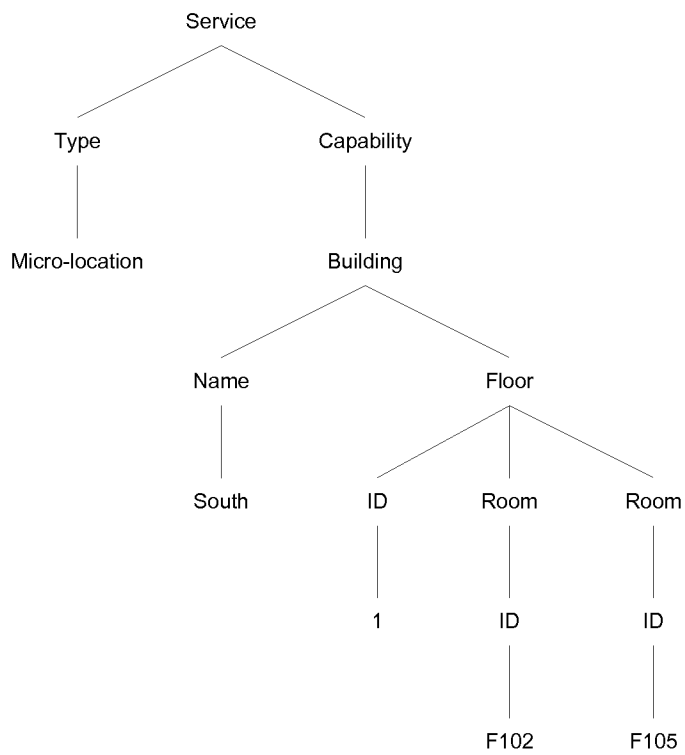 Service
Type Capability
Micro-location Building
Name Floor
South ID Room Room
1 ID ID
F102 F105